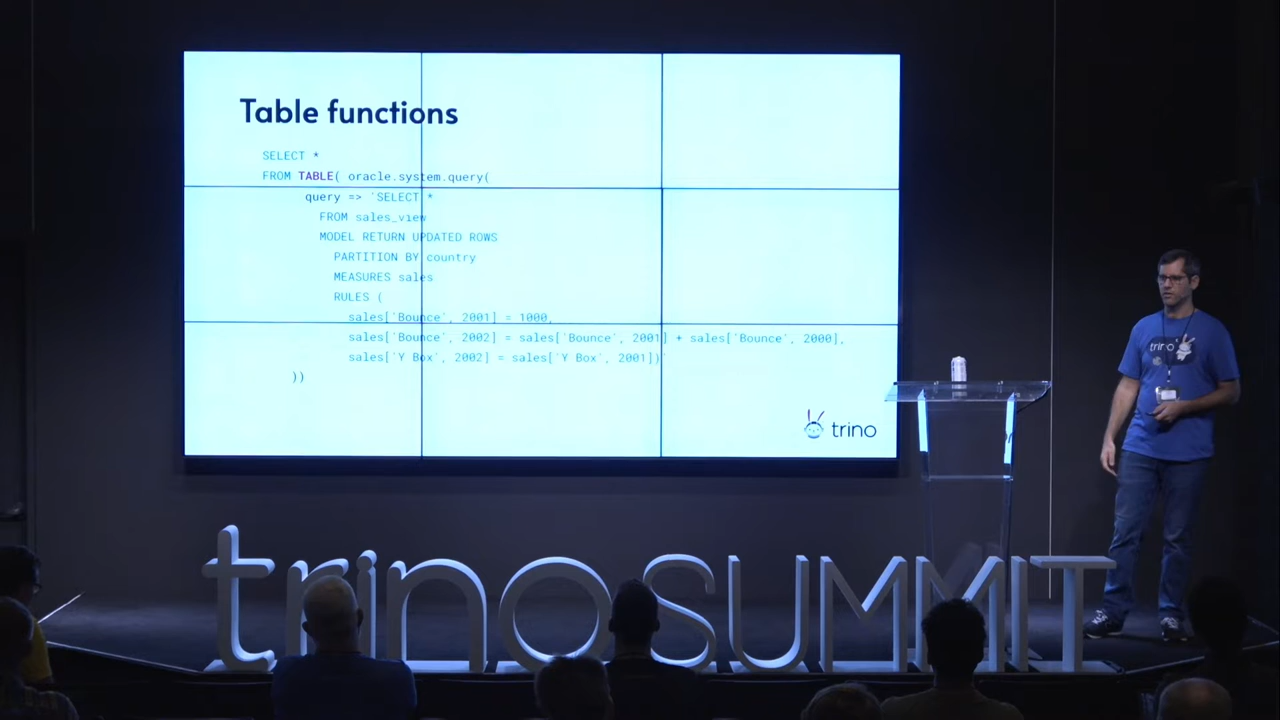 Table functions
SELECT *
FROM TABLE( oracle.system.query(
query => 'SELECT *
FROM sales_view
MODEL RETURN UPDATED ROWS
PARTITION BY country
MEASURES sales
RULES (
sales['Bounce', 2001] = 1000,
sales['Bounce', 2002] = sales['Bounce', 2001] + sales['Bounce', 2000],
sales['Y Box', 2002] = sales['Y Box', 2001])'
))
trino
trino
trinoSUMMIT